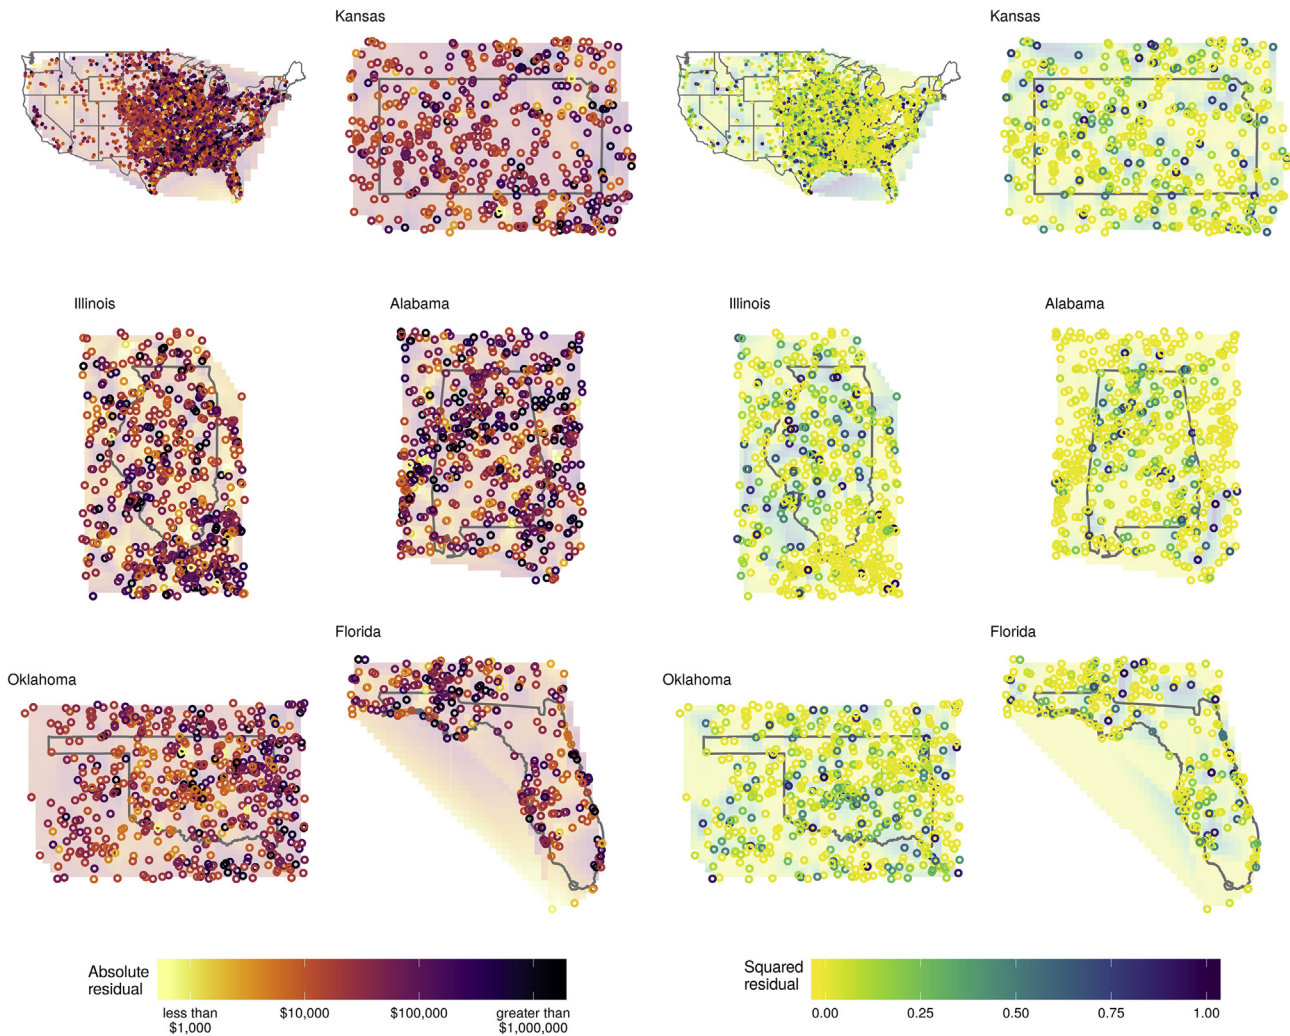 Kansas
Kansas
Illinois
Alabama
Illinois
Alabama
Florida
Florida
Oklahoma
Oklahoma
Absolute
residual
less than
$1,000
$10,000
$100,000
greater than
$1,000,000
Squared
residual
0.00
0.25
0.50
0.75
1.00